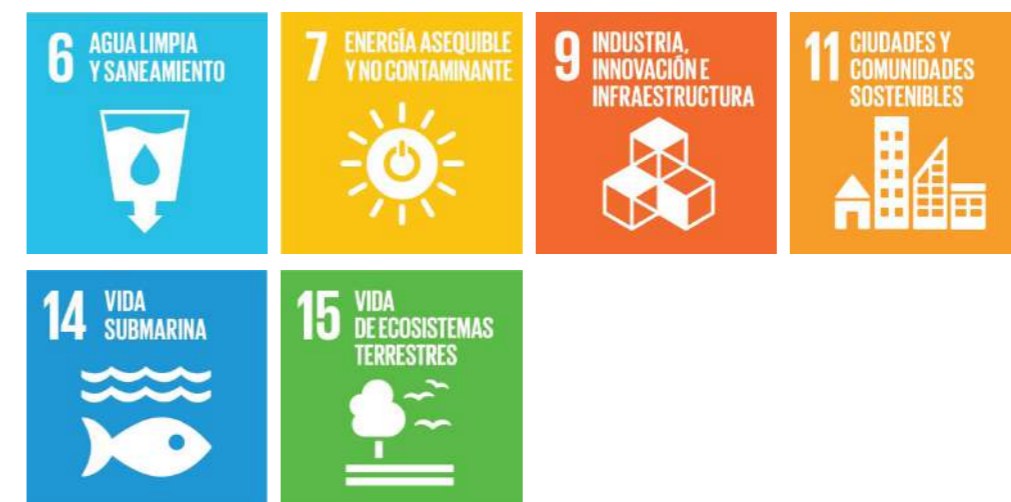 6 AGUA LIMPIA
Y SANEAMIENTO
7 ENERGÍA ASEQUIBLE
Y NO CONTAMINANTE
9 INDUSTRIA,
INNOVACIÓN E
INFRAESTRUCTURA
11 CIUDADES Y
COMUNIDADES
SOSTENIBLES
14 VIDA
SUBMARINA
15 VIDA
DE ECOSISTEMAS
TERRESTRES